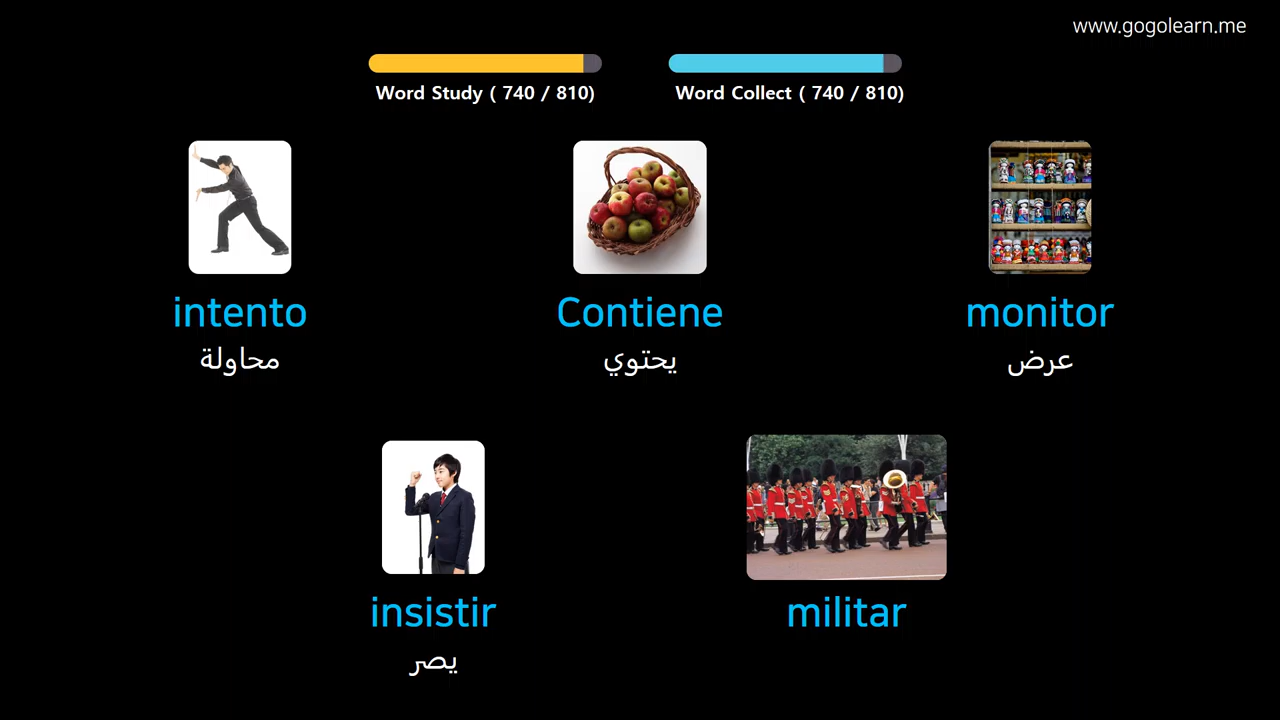 www.gogolearn.me
Word Study ( 740 / 810)
Word Collect ( 740 / 810)
intento
محاولة
Contiene
يحتوي
monitor
عرض
insistir
يصر
militar